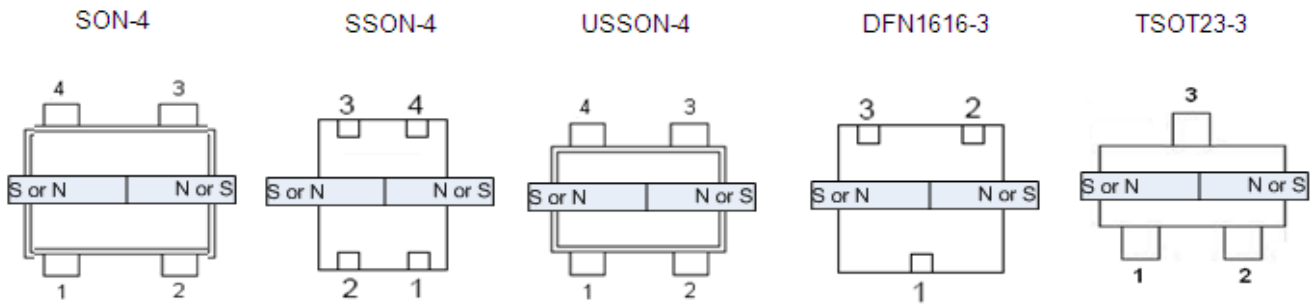 SON-4 SSON-4 USSON-4 DFN1616-3 TSOT23-3
4 3 3 4 4 3 3 2 3
S or N N or S S or N N or S S or N N or S S or N N or S S or N N or S
1 2 2 1 1 2 1 1 2